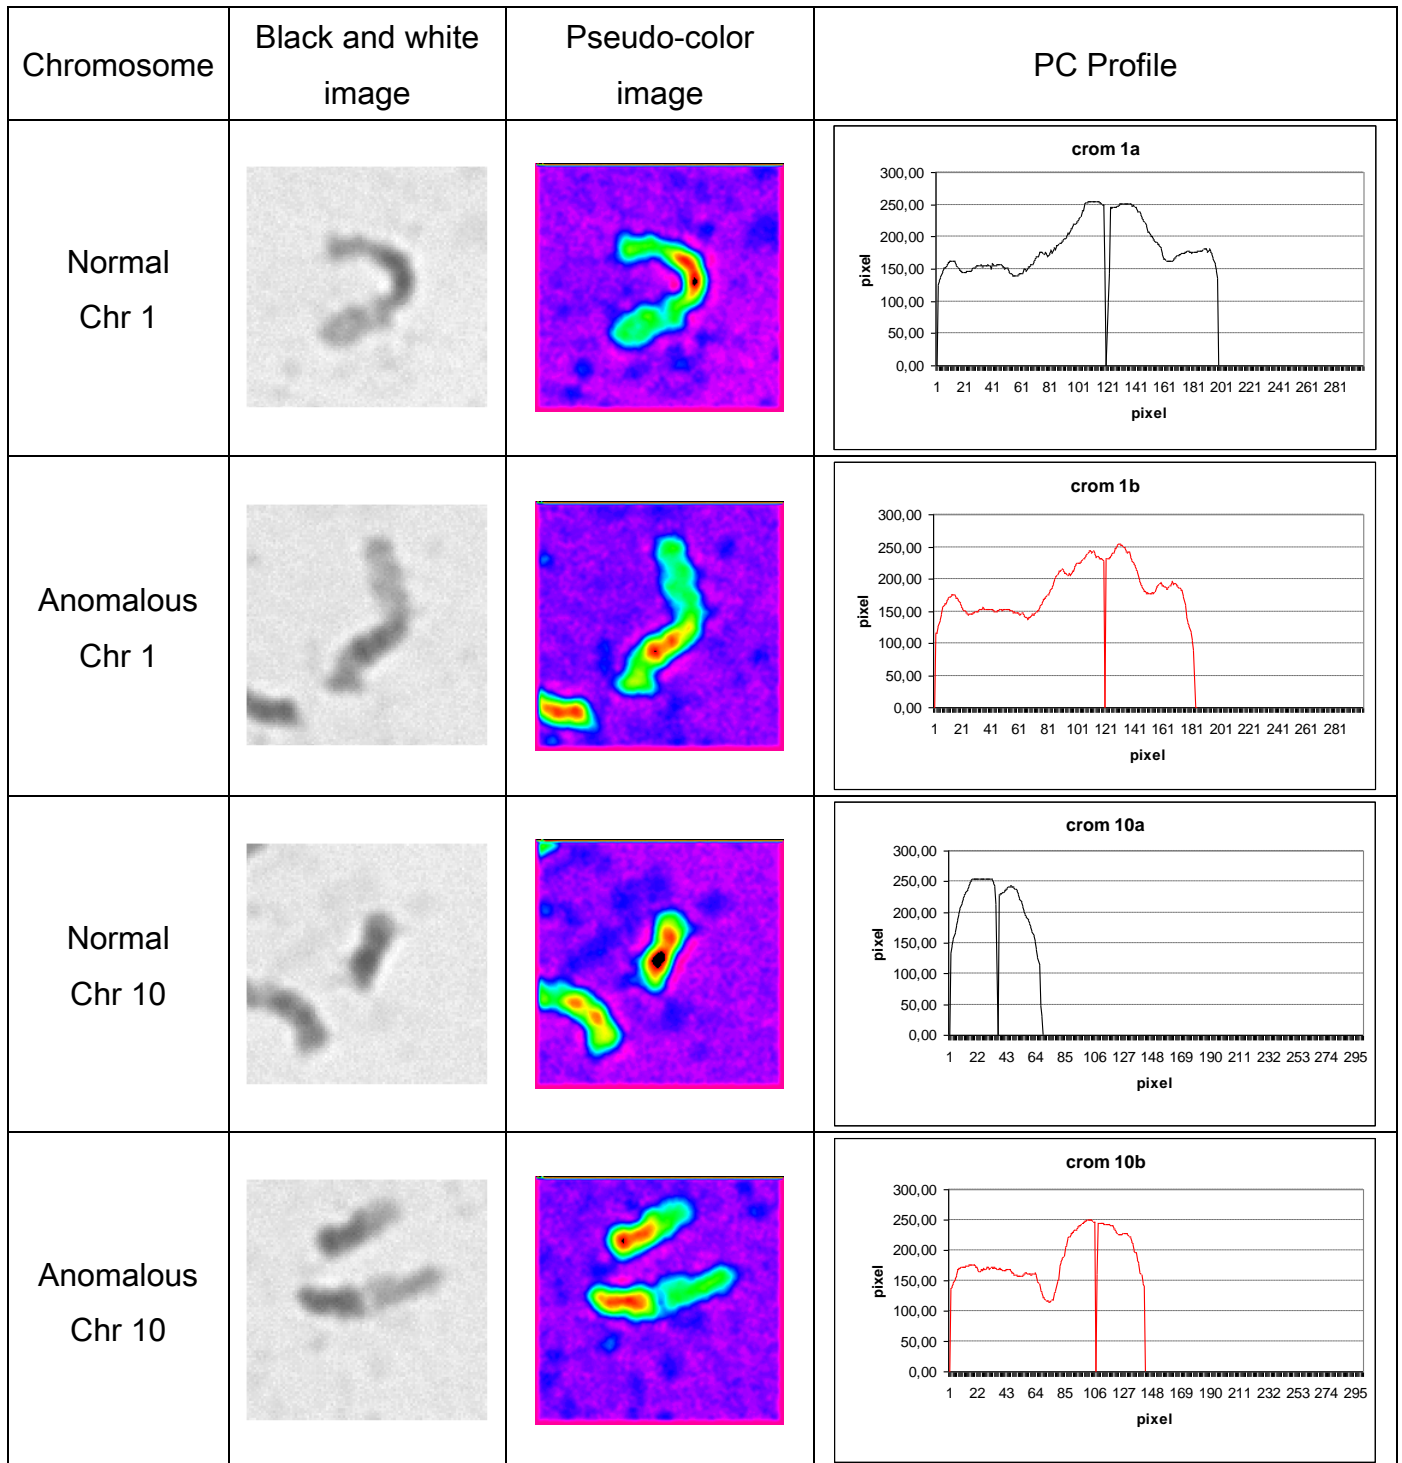 Chromosome
Black and white
image
Pseudo-color
image
PC Profile
Normal
Chr 1
crom 1a
300,00
250,00
200,00
150,00
100,00
50,00
0,00
pixel
1 21 41 61 81 101 121 141 161 181 201 221 241 261 281
pixel
Anomalous
Chr 1
crom 1b
300,00
250,00
200,00
150,00
100,00
50,00
0,00
pixel
1 21 41 61 81 101 121 141 161 181 201 221 241 261 281
pixel
Normal
Chr 10
crom 10a
300,00
250,00
200,00
150,00
100,00
50,00
0,00
pixel
1 22 43 64 85 106 127 148 169 190 211 232 253 274 295
pixel
Anomalous
Chr 10
crom 10b
300,00
250,00
200,00
150,00
100,00
50,00
0,00
pixel
1 22 43 64 85 106 127 148 169 190 211 232 253 274 295
pixel